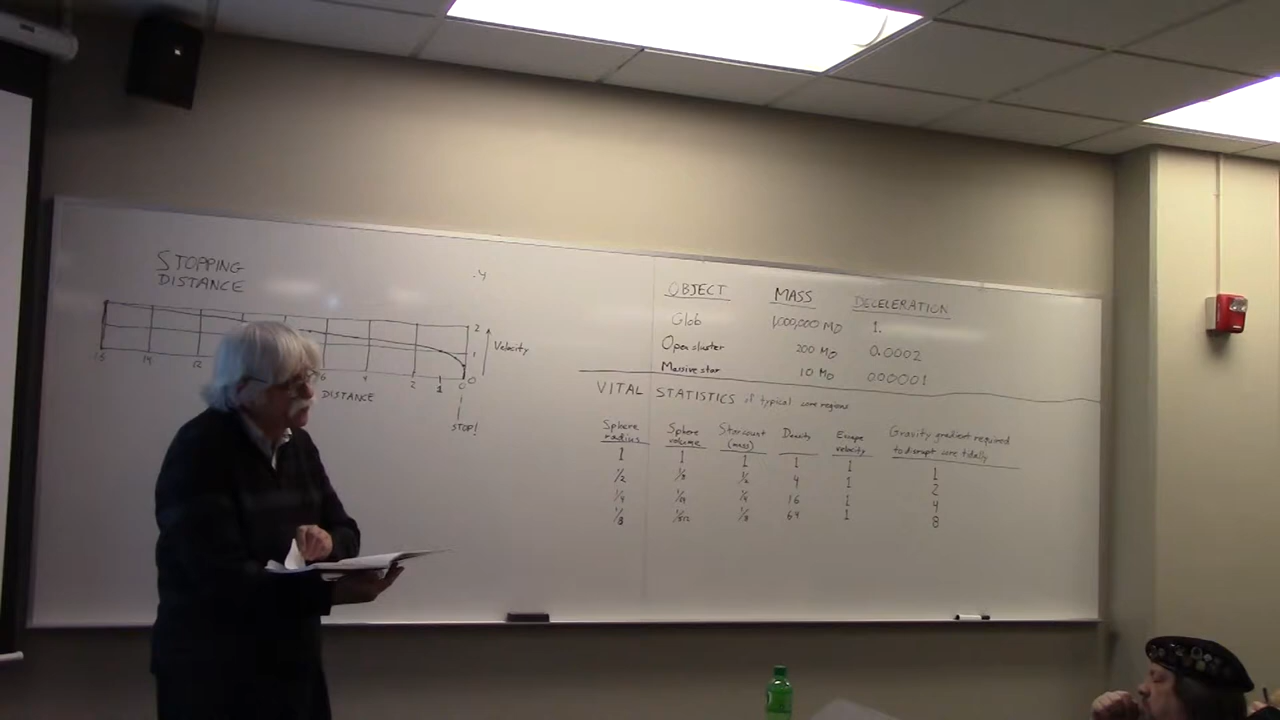 STOPPING
DISTANCE
.4
2
1
0
Velocity
16 14 12 6 4 2 1 0
DISTANCE
STOP!
OBJECT MASS DECELERATION
Glob 1,000,000 M⊙ 1.
Open cluster 200 M⊙ 0.0002
Massive star 10 M⊙ 0.00001
VITAL STATISTICS of typical core regions
Sphere radius Sphere volume Starcount (mass) Density Escape velocity Gravity gradient required to disrupt core tidally
1 1 1 1 1 1
1/2 1/8 1/2 4 1 2
1/4 1/64 1/4 16 1 4
1/8 1/512 1/8 64 1 8